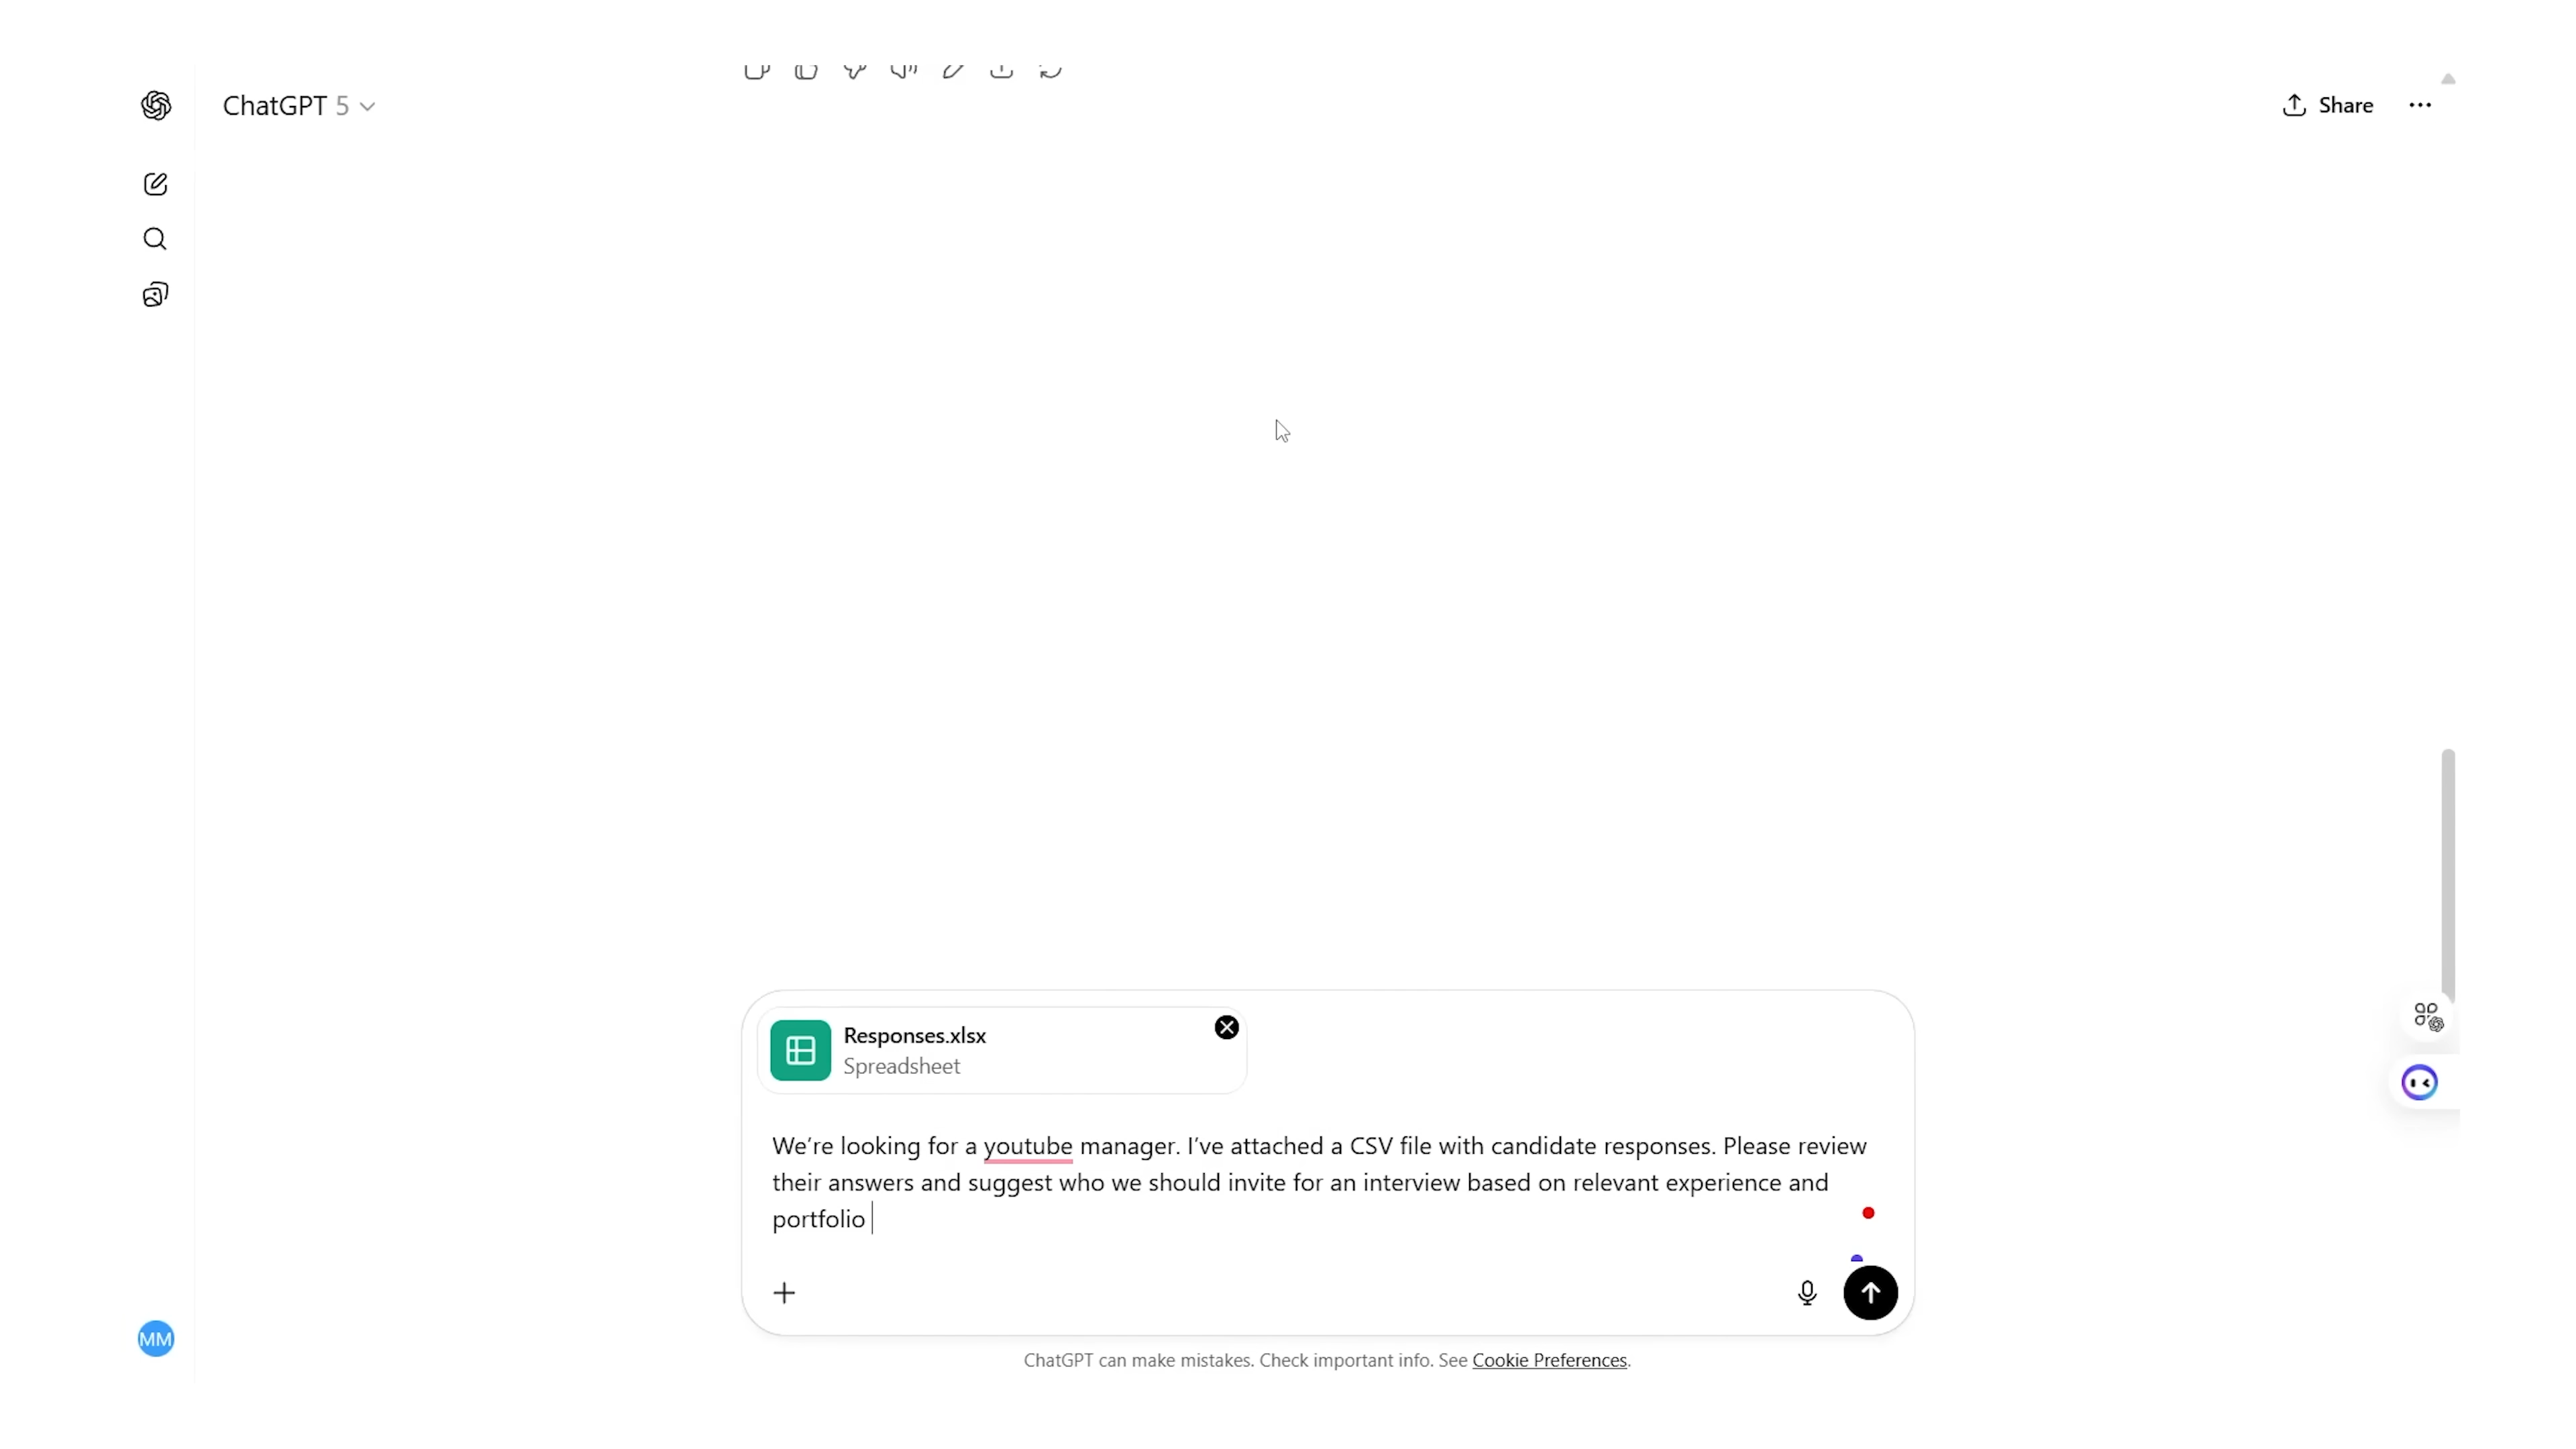 ChatGPT 5
Share
Responses.xlsx
Spreadsheet
We’re looking for a youtube manager. I’ve attached a CSV file with candidate responses. Please review
their answers and suggest who we should invite for an interview based on relevant experience and
portfolio
MM
ChatGPT can make mistakes. Check important info. See Cookie Preferences.